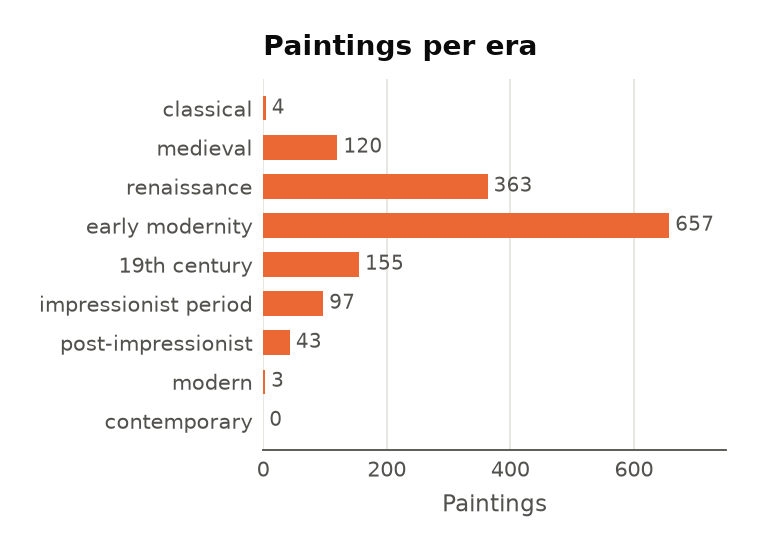 Paintings per era
classical 4
medieval 120
renaissance 363
early modernity 657
19th century 155
impressionist period 97
post-impressionist 43
modern 3
contemporary 0
0 200 400 600
Paintings